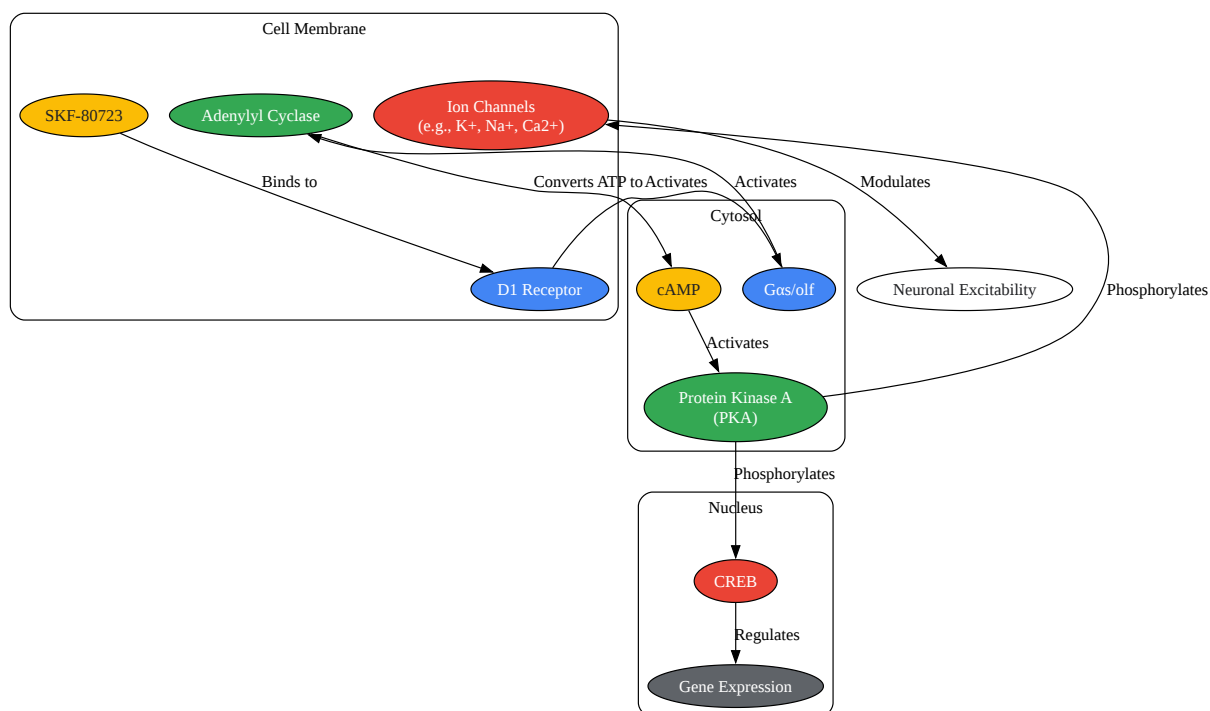 Cell Membrane
SKF-80723
Adenylyl Cyclase
Ion Channels
(e.g., K+, Na+, Ca2+)
Binds to
Converts ATP to
Activates
Activates
Modulates
Cytosol
D1 Receptor
cAMP
Gαs/olf
Neuronal Excitability
Phosphorylates
Activates
Protein Kinase A
(PKA)
Phosphorylates
Nucleus
CREB
Regulates
Gene Expression